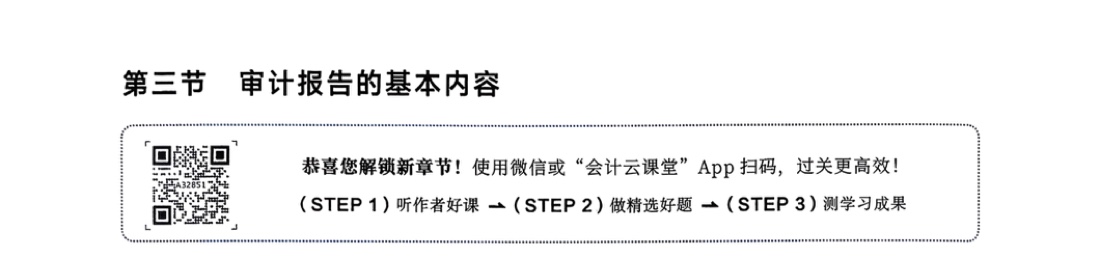 第三节 审计报告的基本内容
恭喜您解锁新章节！使用微信或“会计云课堂”App 扫码，过关更高效！
A32851
（STEP 1）听作者好课 ⇀（STEP 2）做精选好题 ⇀（STEP 3）测学习成果